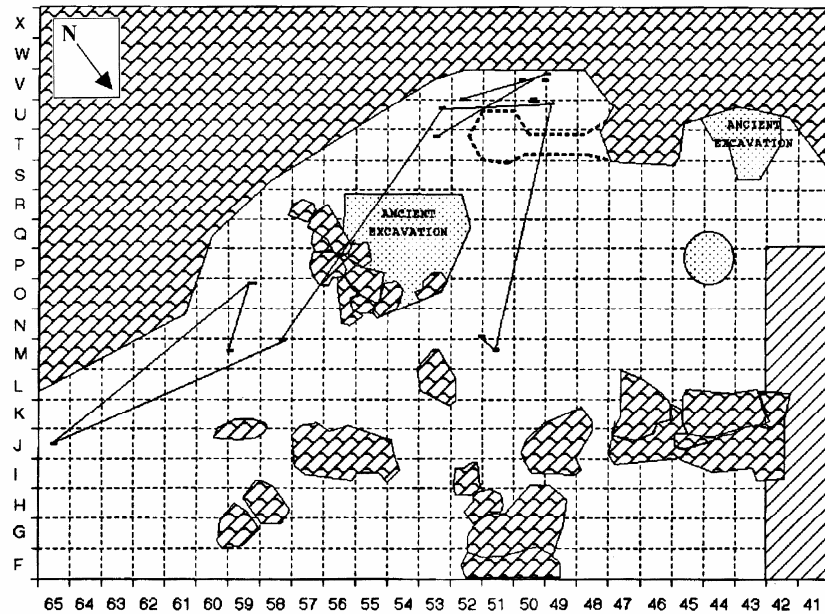 X
N
W
V
U
ANCIENT
EXCAVATION
T
S
R
ANCIENT
EXCAVATION
Q
P
O
N
M
L
K
J
I
H
G
F
65 64 63 62 61 60 59 58 57 56 55 54 53 52 51 50 49 48 47 46 45 44 43 42 41